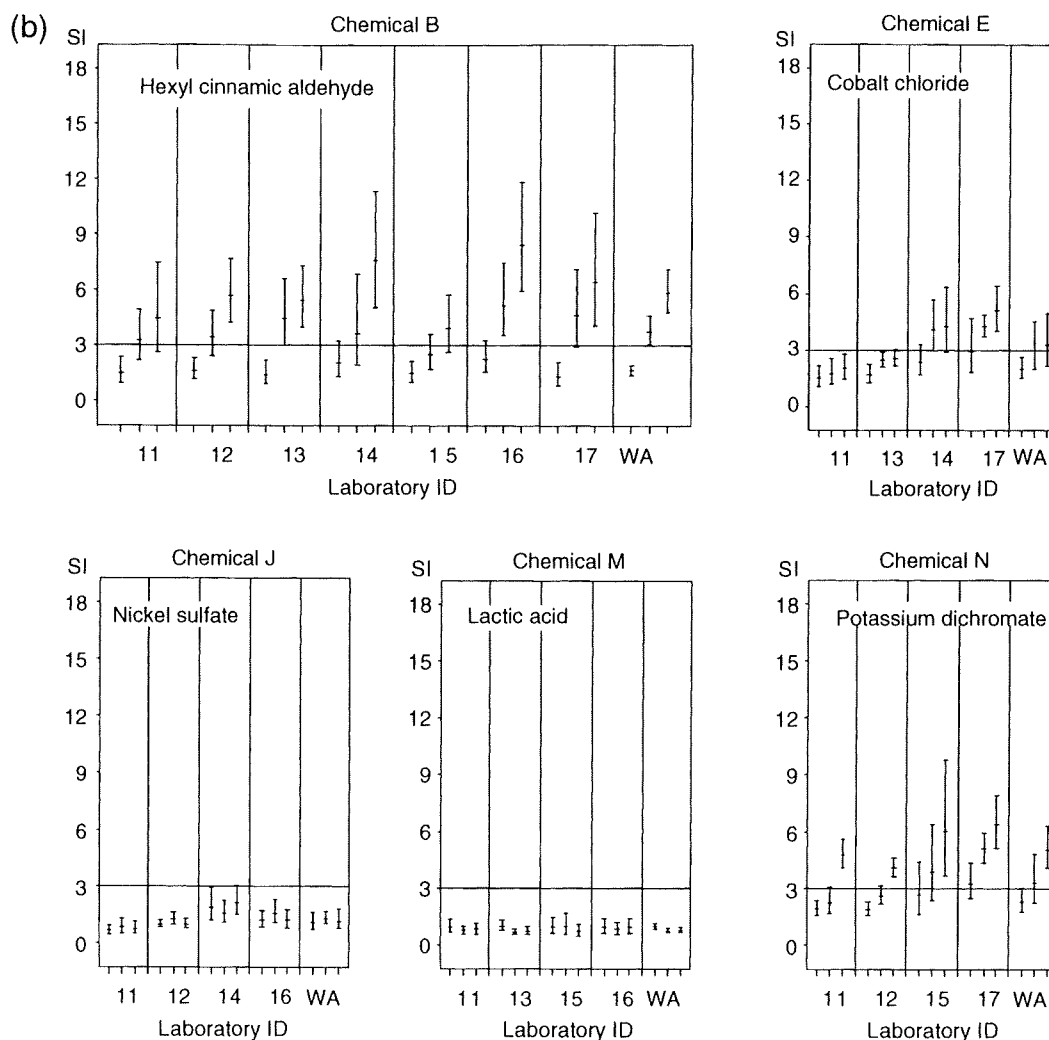 (b)
Chemical B
SI
Hexyl cinnamic aldehyde
18
15
12
9
6
3
0
11 12 13 14 1 5 16 17 WA
Laboratory ID
Chemical E
SI
Cobalt chloride
18
15
12
9
6
3
0
11 13 14 17 WA
Laboratory ID
Chemical J
SI
Nickel sulfate
18
15
12
9
6
3
0
11 12 14 16 WA
Laboratory ID
Chemical M
SI
Lactic acid
18
15
12
9
6
3
0
11 13 15 16 WA
Laboratory ID
Chemical N
SI
Potassium dichromate
18
15
12
9
6
3
0
11 12 15 17 WA
Laboratory ID